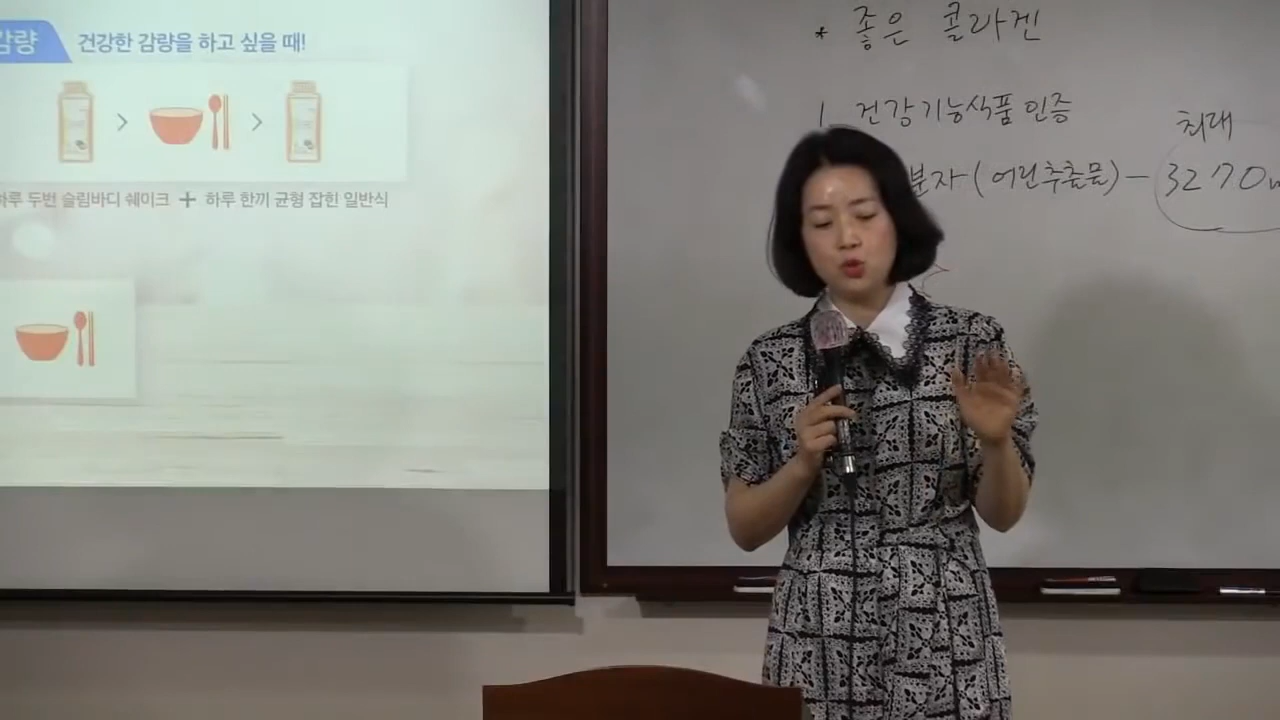 감량 건강한 감량을 하고 싶을 때!
하루 두번 슬림바디 쉐이크 + 하루 한끼 균형 잡힌 일반식
* 좋은 콜라겐
1. 건강기능식품 인증
최대
분자 (어린추출물) - 3270